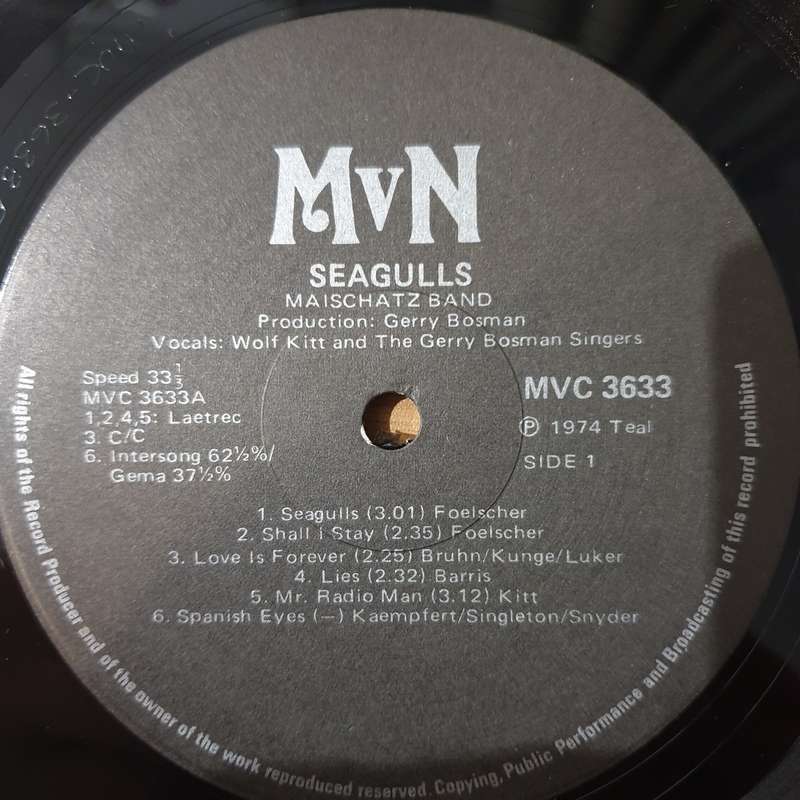 MVN
SEAGULLS
MAISCHATZ BAND
Production: Gerry Bosman
Vocals: Wolf Kitt and The Gerry Bosman Singers
Speed 33⅓
MVC 3633A
1,2,4,5: Laetrec
3. C/C
6. Intersong 62½%/
Gema 37½%
MVC 3633
Ⓟ 1974 Teal
SIDE 1
1. Seagulls (3.01) Foelscher
2. Shall i Stay (2.35) Foelscher
3. Love Is Forever (2.25) Bruhn/Kunge/Luker
4. Lies (2.32) Barris
5. Mr. Radio Man (3.12) Kitt
6. Spanish Eyes (—) Kaempfert/Singleton/Snyder
All rights of the Record Producer and of the owner of the work reproduced reserved. Copying, Public Performance and Broadcasting of this record prohibited